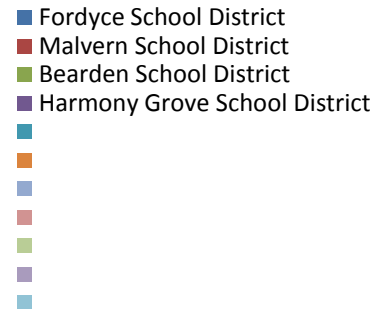 Fordyce School District
Malvern School District
Bearden School District
Harmony Grove School District